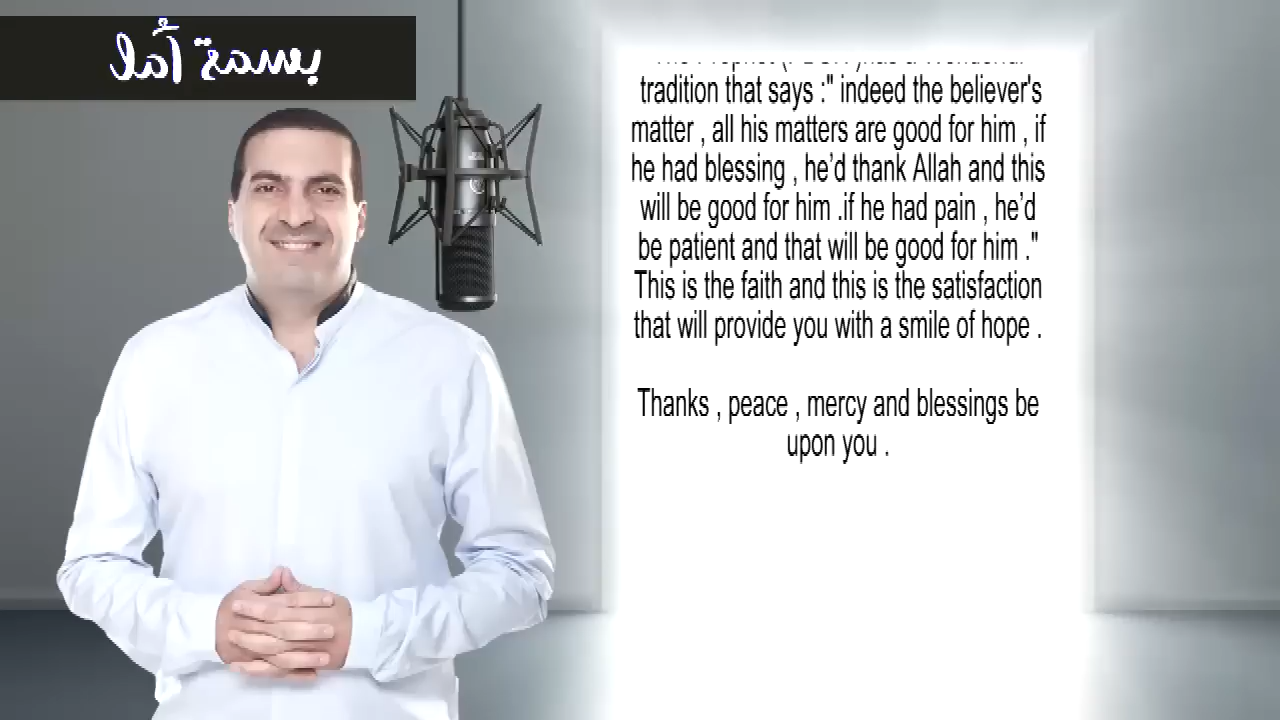 بسمة أمل
tradition that says :" indeed the believer's
matter , all his matters are good for him , if
he had blessing , he’d thank Allah and this
will be good for him .if he had pain , he’d
be patient and that will be good for him ."
This is the faith and this is the satisfaction
that will provide you with a smile of hope .
Thanks , peace , mercy and blessings be
upon you .